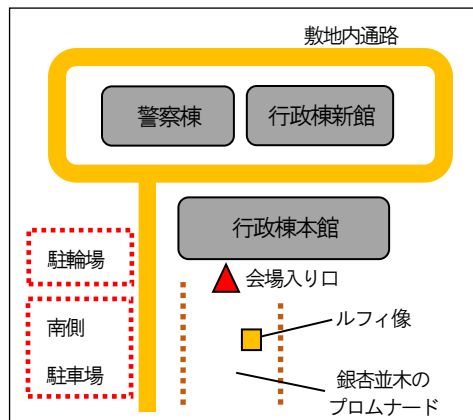 敷地内通路
警察棟
行政棟新館
行政棟本館
駐輪場
会場入り口
南側
駐車場
ルフィ像
銀杏並木の
プロムナード